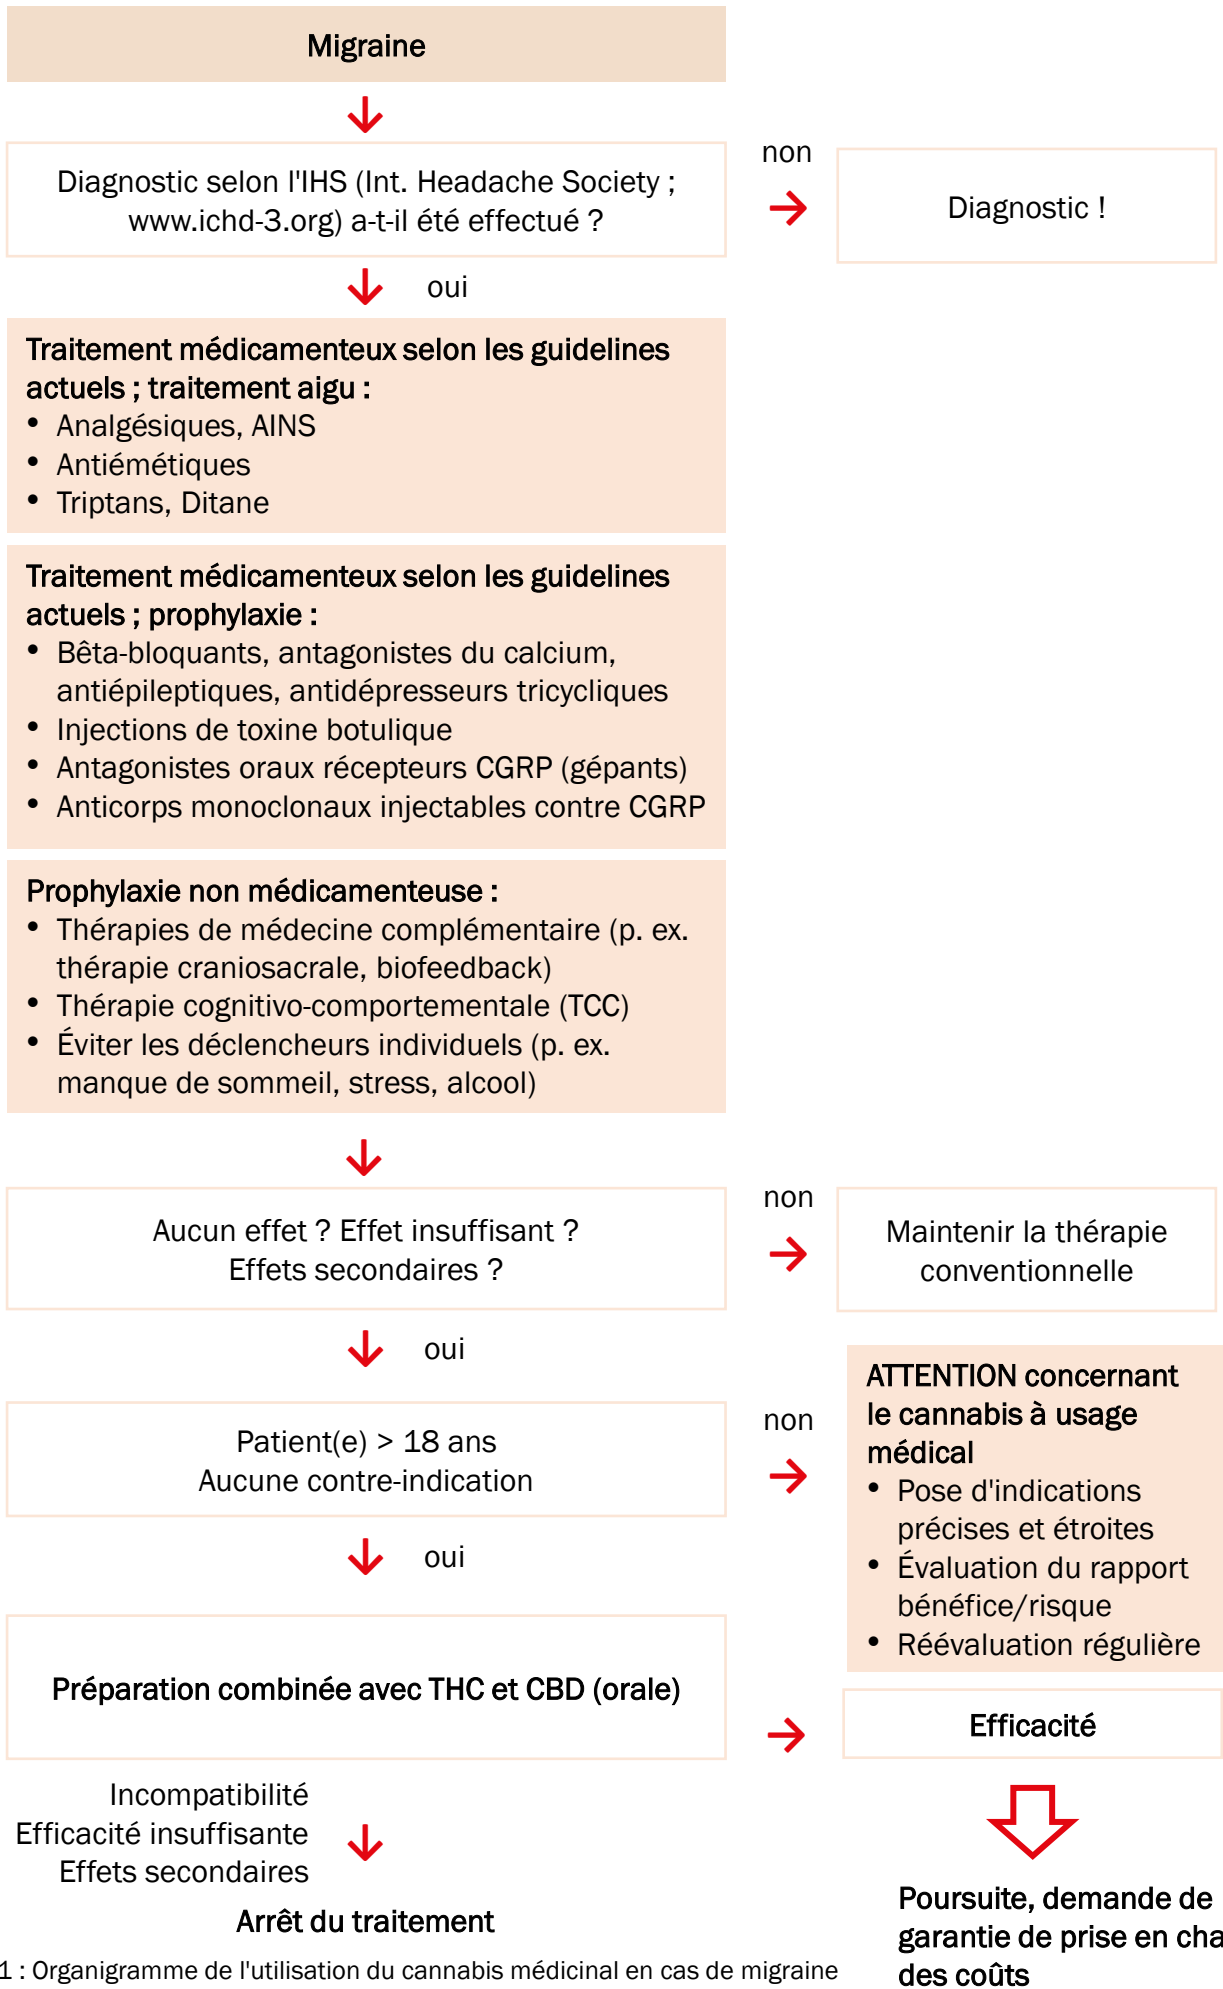 Migraine
Diagnostic selon l'IHS (Int. Headache Society ;
www.ichd-3.org) a-t-il été effectué ?
non
Diagnostic !
oui
Traitement médicamenteux selon les guidelines
actuels ; traitement aigu :
• Analgésiques, AINS
• Antiémétiques
• Triptans, Ditane
Traitement médicamenteux selon les guidelines
actuels ; prophylaxie :
• Bêta-bloquants, antagonistes du calcium,
antiépileptiques, antidépresseurs tricycliques
• Injections de toxine botulique
• Antagonistes oraux récepteurs CGRP (gépants)
• Anticorps monoclonaux injectables contre CGRP
Prophylaxie non médicamenteuse :
• Thérapies de médecine complémentaire (p. ex.
thérapie craniosacrale, biofeedback)
• Thérapie cognitivo-comportementale (TCC)
• Éviter les déclencheurs individuels (p. ex.
manque de sommeil, stress, alcool)
Aucun effet ? Effet insuffisant ?
Effets secondaires ?
non
Maintenir la thérapie
conventionnelle
oui
Patient(e) > 18 ans
Aucune contre-indication
non
ATTENTION concernant
le cannabis à usage
médical
• Pose d'indications
précises et étroites
• Évaluation du rapport
bénéfice/risque
• Réévaluation régulière
oui
Préparation combinée avec THC et CBD (orale)
Efficacité
Incompatibilité
Efficacité insuffisante
Effets secondaires
Arrêt du traitement
Poursuite, demande de
garantie de prise en cha
des coûts
1 : Organigramme de l'utilisation du cannabis médicinal en cas de migraine